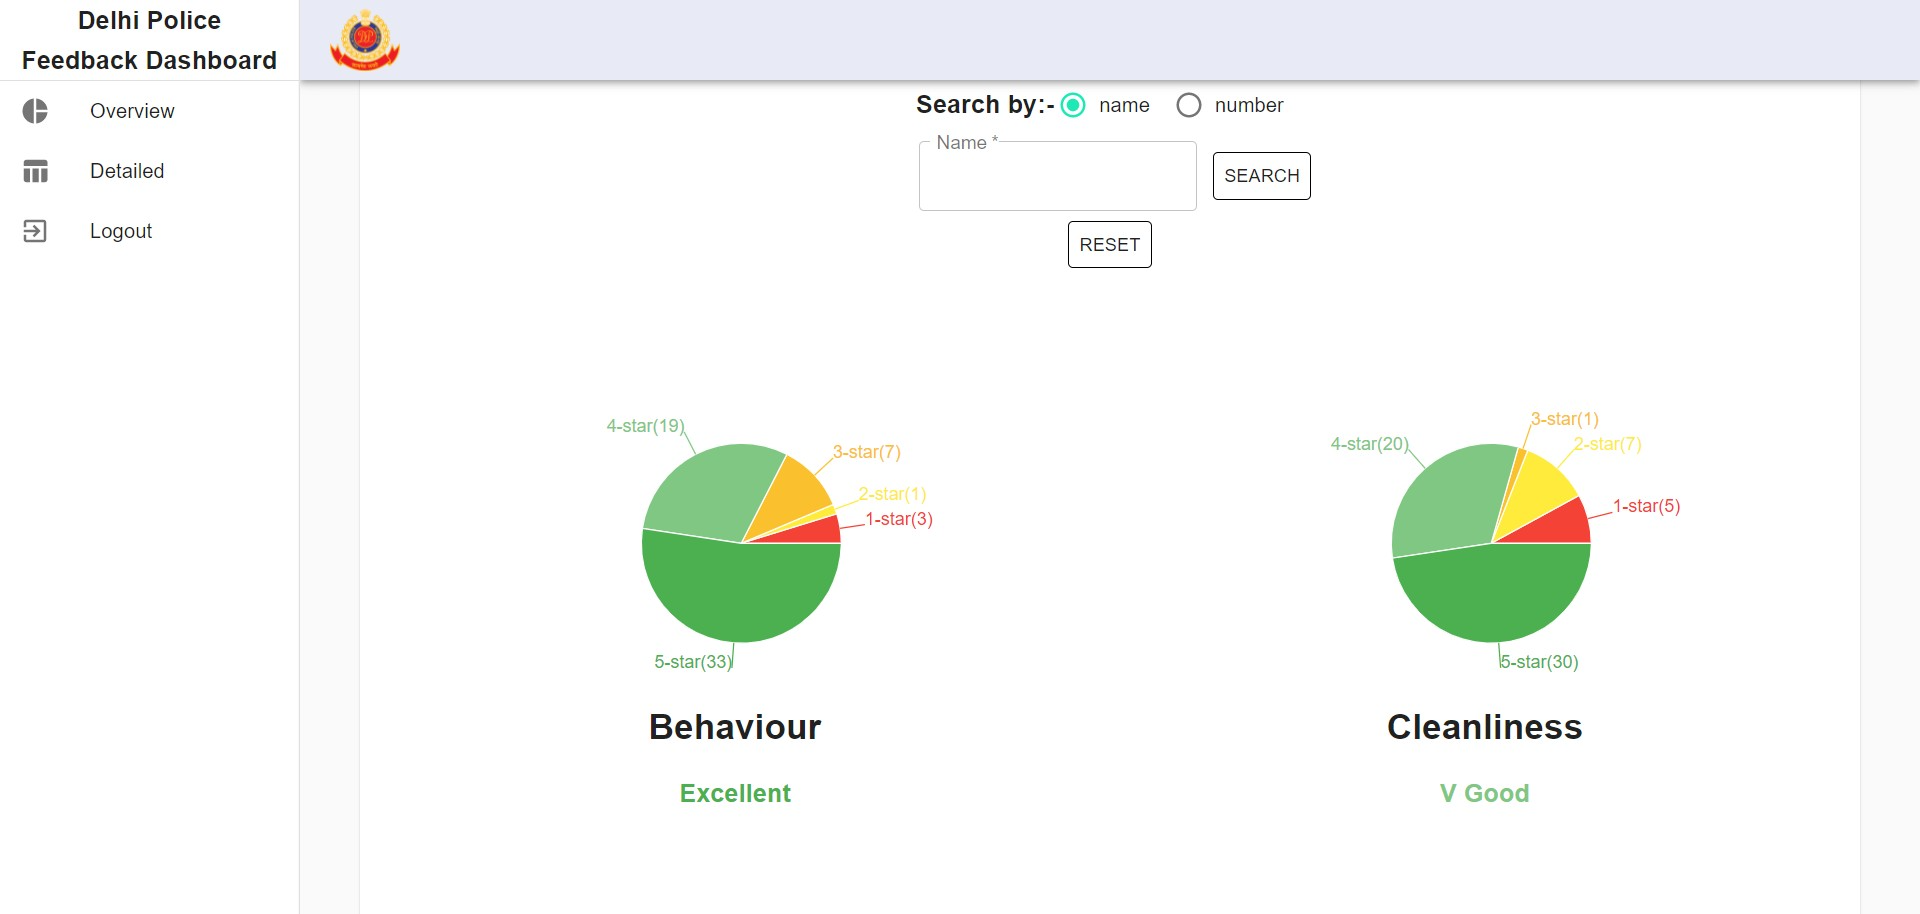 Delhi Police
Feedback Dashboard
Overview
Detailed
Logout
Search by:- name number
Name *
SEARCH
RESET
4-star(19)
3-star(7)
2-star(1)
1-star(3)
5-star(33)
Behaviour
Excellent
3-star(1)
4-star(20)
2-star(7)
1-star(5)
5-star(30)
Cleanliness
V Good